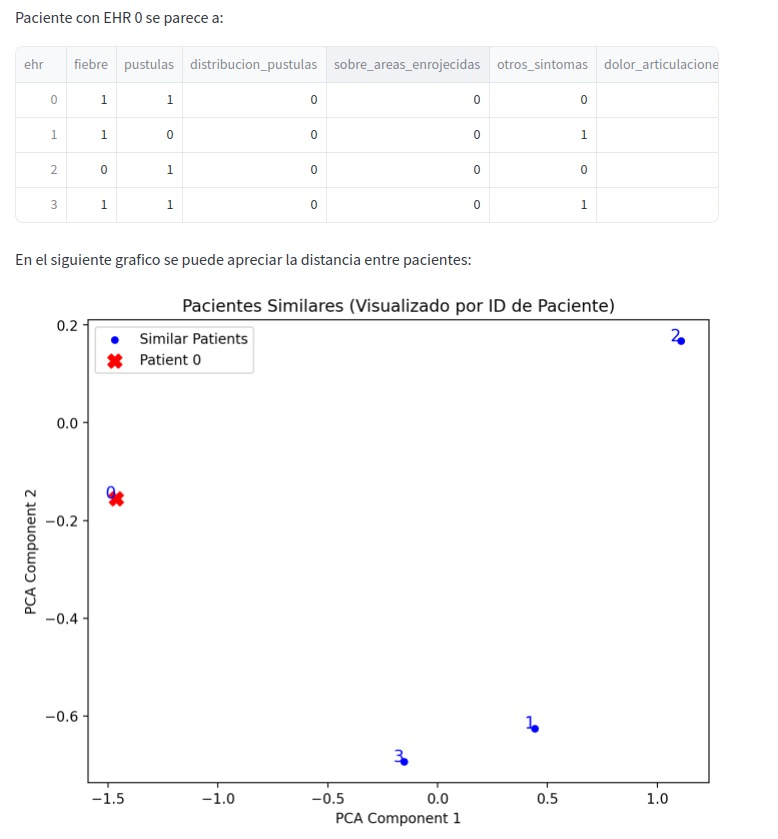 Paciente con EHR 0 se parece a:
ehr fiebre pustulas distribucion_pustulas sobre_areas_enrojecidas otros_sintomas dolor_articulacione
0 1 1 0 0 0
1 1 0 0 0 1
2 0 1 0 0 0
3 1 1 0 0 1
En el siguiente grafico se puede apreciar la distancia entre pacientes:
Pacientes Similares (Visualizado por ID de Paciente)
Similar Patients
Patient 0
0.2
0.0
−0.2
−0.4
−0.6
PCA Component 2
2
0
1
3
−1.5 −1.0 −0.5 0.0 0.5 1.0
PCA Component 1